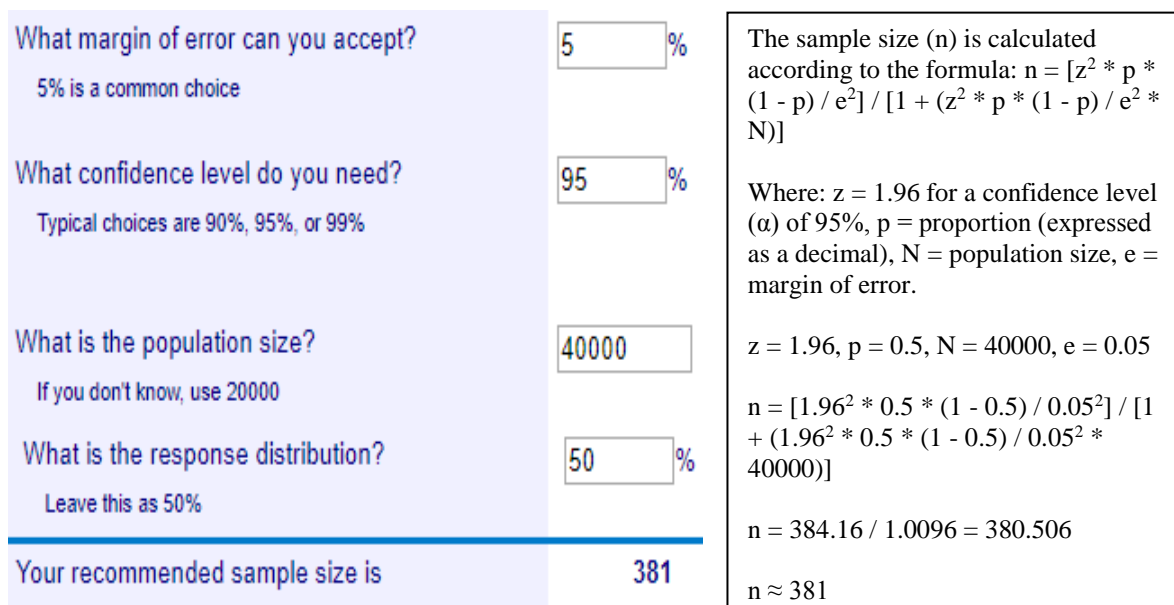 What margin of error can you accept?
5 %
5% is a common choice
What confidence level do you need?
95 %
Typical choices are 90%, 95%, or 99%
What is the population size?
40000
If you don't know, use 20000
What is the response distribution?
50 %
Leave this as 50%
Your recommended sample size is 381
The sample size (n) is calculated
according to the formula: n = [z² * p *
(1 - p) / e²] / [1 + (z² * p * (1 - p) / e² *
N)]
Where: z = 1.96 for a confidence level
(α) of 95%, p = proportion (expressed
as a decimal), N = population size, e =
margin of error.
z = 1.96, p = 0.5, N = 40000, e = 0.05
n = [1.96² * 0.5 * (1 - 0.5) / 0.05²] / [1
+ (1.96² * 0.5 * (1 - 0.5) / 0.05² *
40000)]
n = 384.16 / 1.0096 = 380.506
n ≈ 381